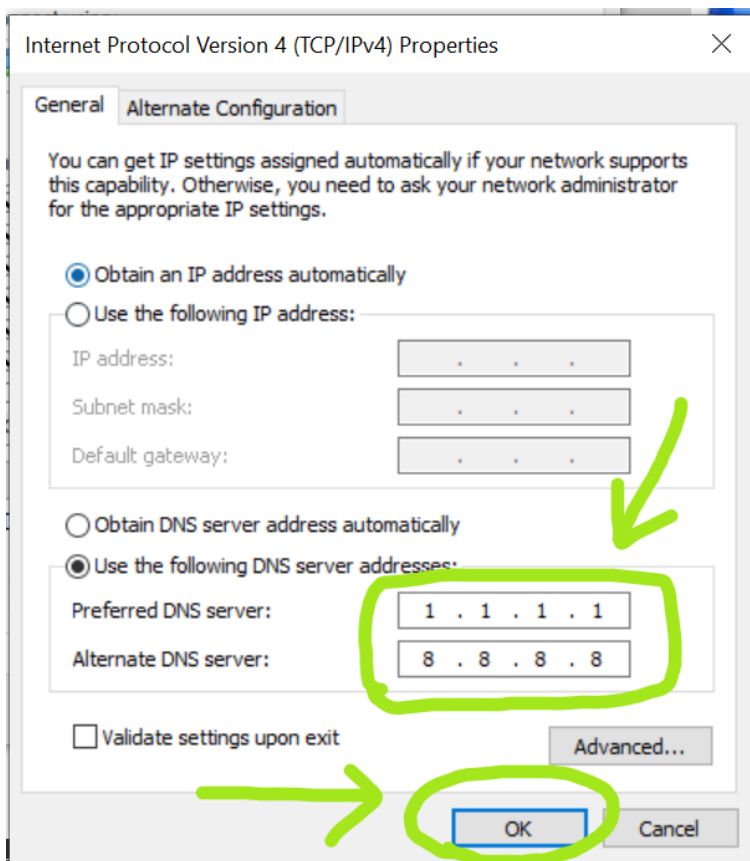 Internet Protocol Version 4 (TCP/IPv4) Properties
General
Alternate Configuration
You can get IP settings assigned automatically if your network supports
this capability. Otherwise, you need to ask your network administrator
for the appropriate IP settings.
Obtain an IP address automatically
Use the following IP address:
IP address:
. . .
Subnet mask:
. . .
Default gateway:
. . .
Obtain DNS server address automatically
Use the following DNS server addresses:
Preferred DNS server:
1 . 1 . 1 . 1
Alternate DNS server:
8 . 8 . 8 . 8
Validate settings upon exit
Advanced...
OK
Cancel